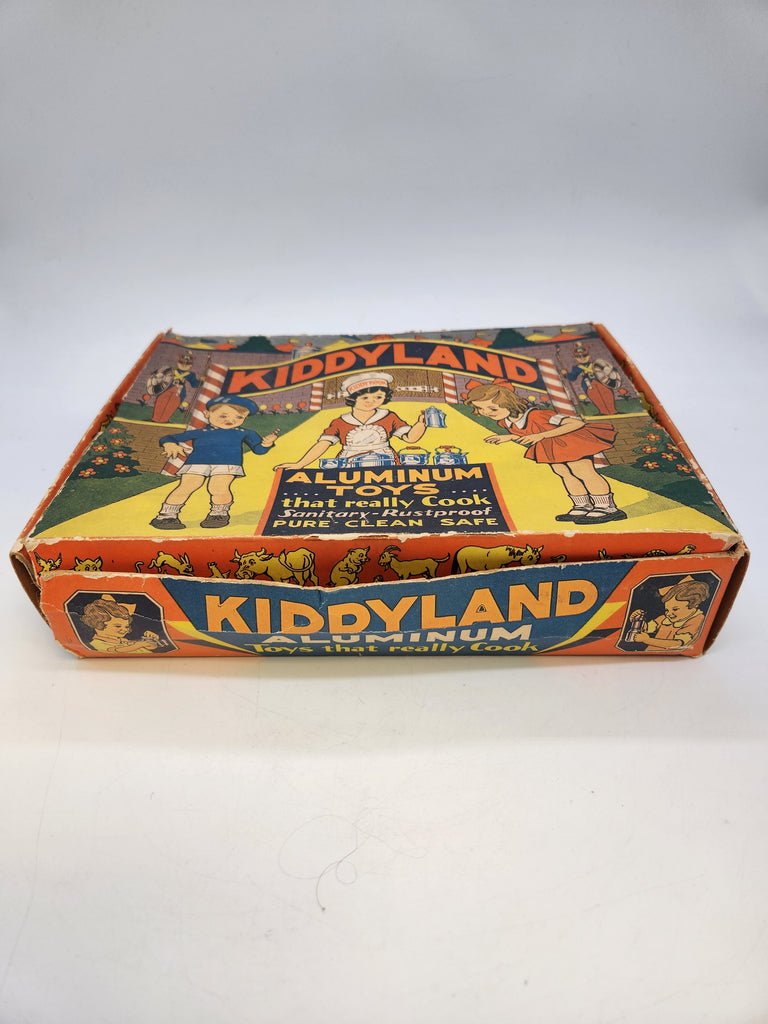 KIDDYLAND
ALUMINUM
TOYS
that really Cook
Sanitary-Rustproof
PURE CLEAN SAFE
KIDDYLAND
ALUMINUM
Toys that really Cook